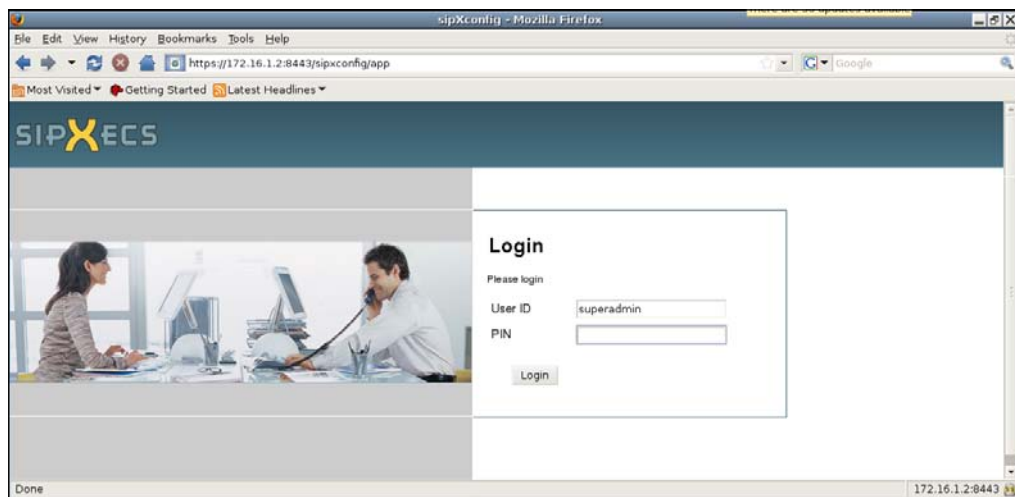 sipXconfig - Mozilla Firefox
File Edit View History Bookmarks Tools Help
https://172.16.1.2:8443/sipxconfig/app
Google
Most Visited Getting Started Latest Headlines
SIPXECS
Login
Please login
User ID superadmin
PIN
Login
Done
172.16.1.2:8443